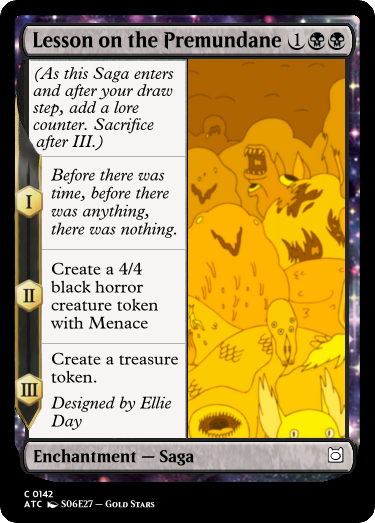 Lesson on the Premundane 1
(As this Saga enters
and after your draw
step, add a lore
counter. Sacrifice
after III.)
I
Before there was
time, before there
was anything,
there was nothing.
II
Create a 4/4
black horror
creature token
with Menace
III
Create a treasure
token.
Designed by Ellie
Day
Enchantment — Saga
C 0142
ATC S06E27 – Gold Stars